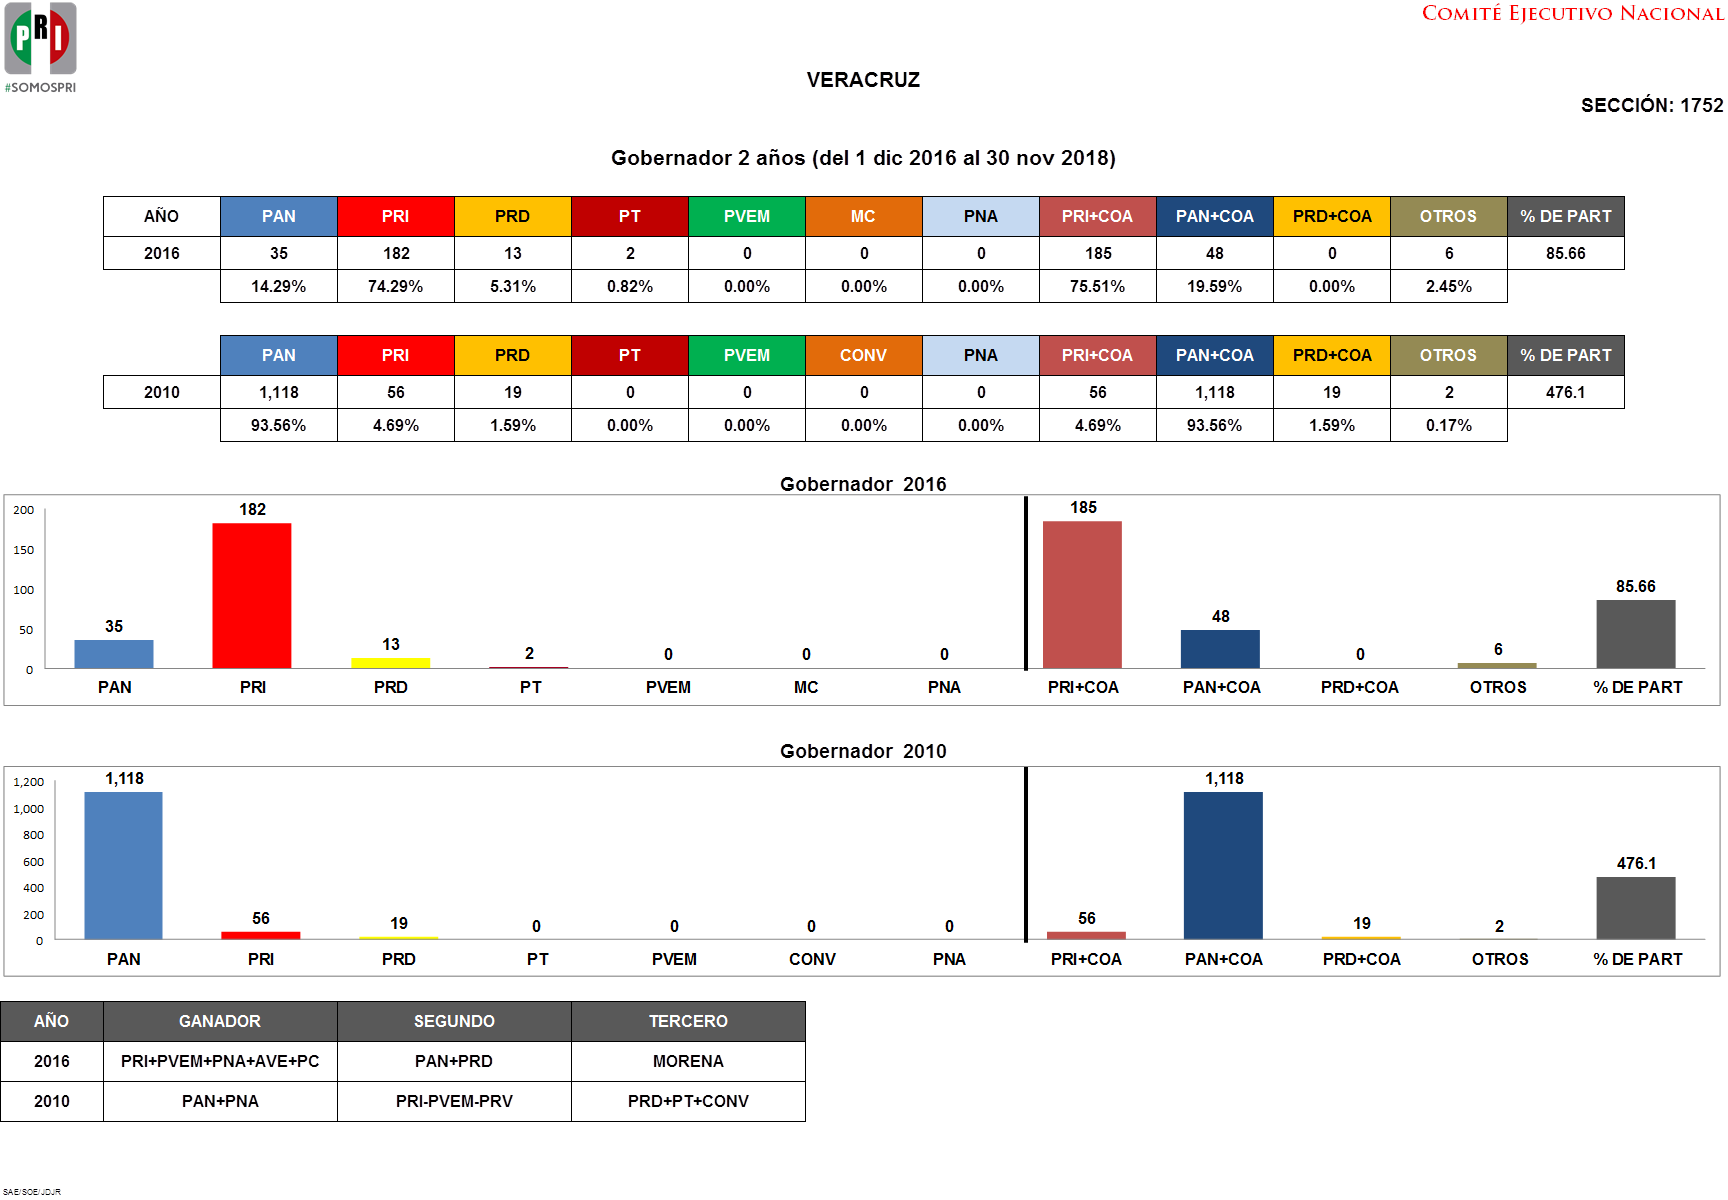 PRI
#SOMOSPRI
COMITÉ EJECUTIVO NACIONAL
VERACRUZ
SECCIÓN: 1752
Gobernador 2 años (del 1 dic 2016 al 30 nov 2018)
AÑO PAN PRI PRD PT PVEM MC PNA PRI+COA PAN+COA PRD+COA OTROS % DE PART
2016 35 182 13 2 0 0 0 185 48 0 6 85.66
14.29% 74.29% 5.31% 0.82% 0.00% 0.00% 0.00% 75.51% 19.59% 0.00% 2.45%
PAN PRI PRD PT PVEM CONV PNA PRI+COA PAN+COA PRD+COA OTROS % DE PART
2010 1,118 56 19 0 0 0 0 56 1,118 19 2 476.1
93.56% 4.69% 1.59% 0.00% 0.00% 0.00% 0.00% 4.69% 93.56% 1.59% 0.17%
Gobernador 2016
200
150
100
50
0
35 182 13 2 0 0 0 185 48 0 6 85.66
PAN PRI PRD PT PVEM MC PNA PRI+COA PAN+COA PRD+COA OTROS % DE PART
Gobernador 2010
1,200
1,000
800
600
400
200
0
1,118 56 19 0 0 0 0 56 1,118 19 2 476.1
PAN PRI PRD PT PVEM CONV PNA PRI+COA PAN+COA PRD+COA OTROS % DE PART
AÑO GANADOR SEGUNDO TERCERO
2016 PRI+PVEM+PNA+AVE+PC PAN+PRD MORENA
2010 PAN+PNA PRI-PVEM-PRV PRD+PT+CONV
SAE/SOE/JDJR